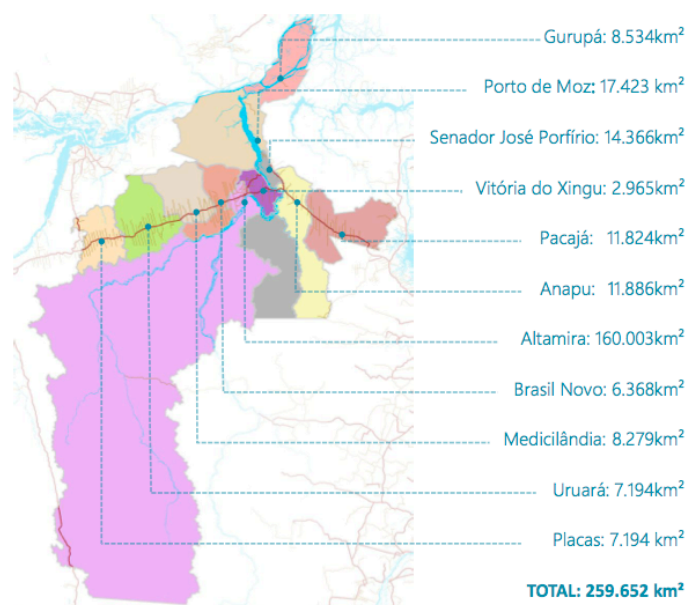 Gurupá: 8.534km²
Porto de Moz: 17.423 km²
Senador José Porfírio: 14.366km²
Vitória do Xingu: 2.965km²
Pacajá: 11.824km²
Anapu: 11.886km²
Altamira: 160.003km²
Brasil Novo: 6.368km²
Medicilândia: 8.279km²
Uruará: 7.194km²
Placas: 7.194 km²
TOTAL: 259.652 km²